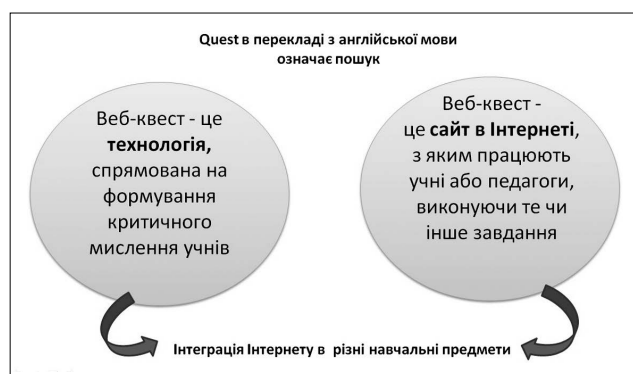 Quest в перекладі з англійської мови
означає пошук
Веб-квест - це
технологія,
спрямована на
формування
критичного
мислення учнів
Веб-квест -
це сайт в Інтернеті,
з яким працюють
учні або педагоги,
виконуючи те чи
інше завдання
Інтеграція Інтернету в різні навчальні предмети